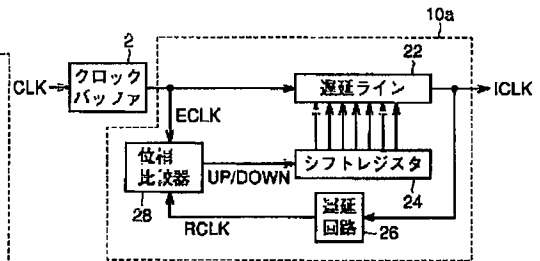 10a
2
クロック
バッファ
22
遅延ライン
CLK
ICLK
ECLK
位相
比較器
28
UP/DOWN
シフトレジスタ
24
RCLK
遅延
回路
26